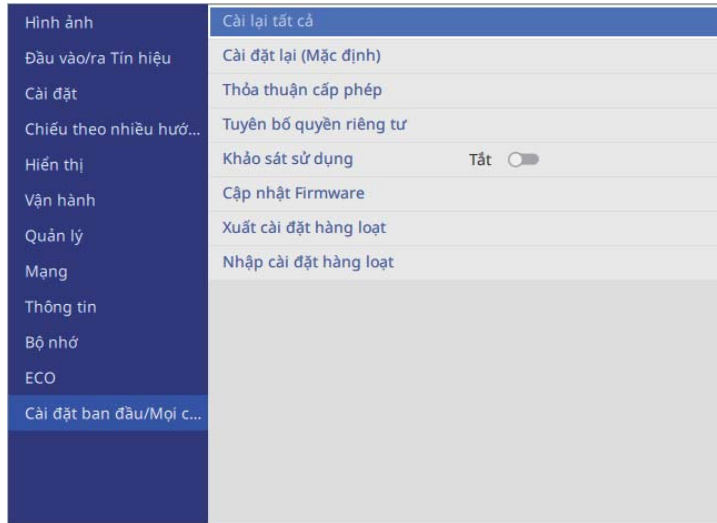 Hình ảnh
Đầu vào/ra Tín hiệu
Cài đặt
Chiếu theo nhiều hướ...
Hiển thị
Vận hành
Quản lý
Mạng
Thông tin
Bộ nhớ
ECO
Cài đặt ban đầu/Mọi c...
Cài lại tất cả
Cài đặt lại (Mặc định)
Thỏa thuận cấp phép
Tuyên bố quyền riêng tư
Khảo sát sử dụng Tắt
Cập nhật Firmware
Xuất cài đặt hàng loạt
Nhập cài đặt hàng loạt